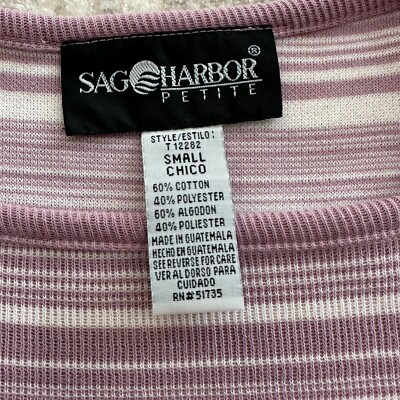 SAG HARBOR®
PETITE
STYLE/ESTILO:
T 12282
SMALL
CHICO
60% COTTON
40% POLYESTER
60% ALGODON
40% POLIESTER
MADE IN GUATEMALA
HECHO EN GUATEMALA
SEE REVERSE FOR CARE
VER AL DORSO PARA
CUIDADO
RN# 51735